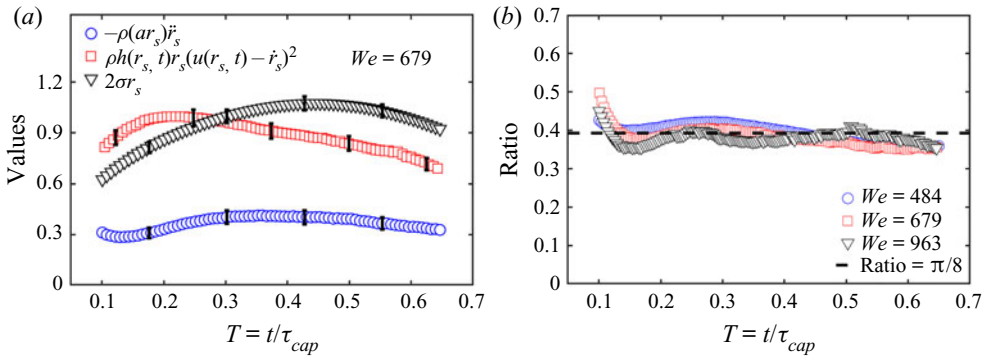 (a)
−ρ(ar_s)r̈_s
ρh(r_s, t)r_s(u(r_s, t) − ṙ_s)²
2σr_s
We = 679
1.2
0.9
0.6
0.3
0
Values
0.1 0.2 0.3 0.4 0.5 0.6 0.7
T = t/τ_cap
(b)
0.7
0.6
0.5
0.4
0.3
0.2
0.1
0
Ratio
We = 484
We = 679
We = 963
Ratio = π/8
0.1 0.2 0.3 0.4 0.5 0.6 0.7
T = t/τ_cap